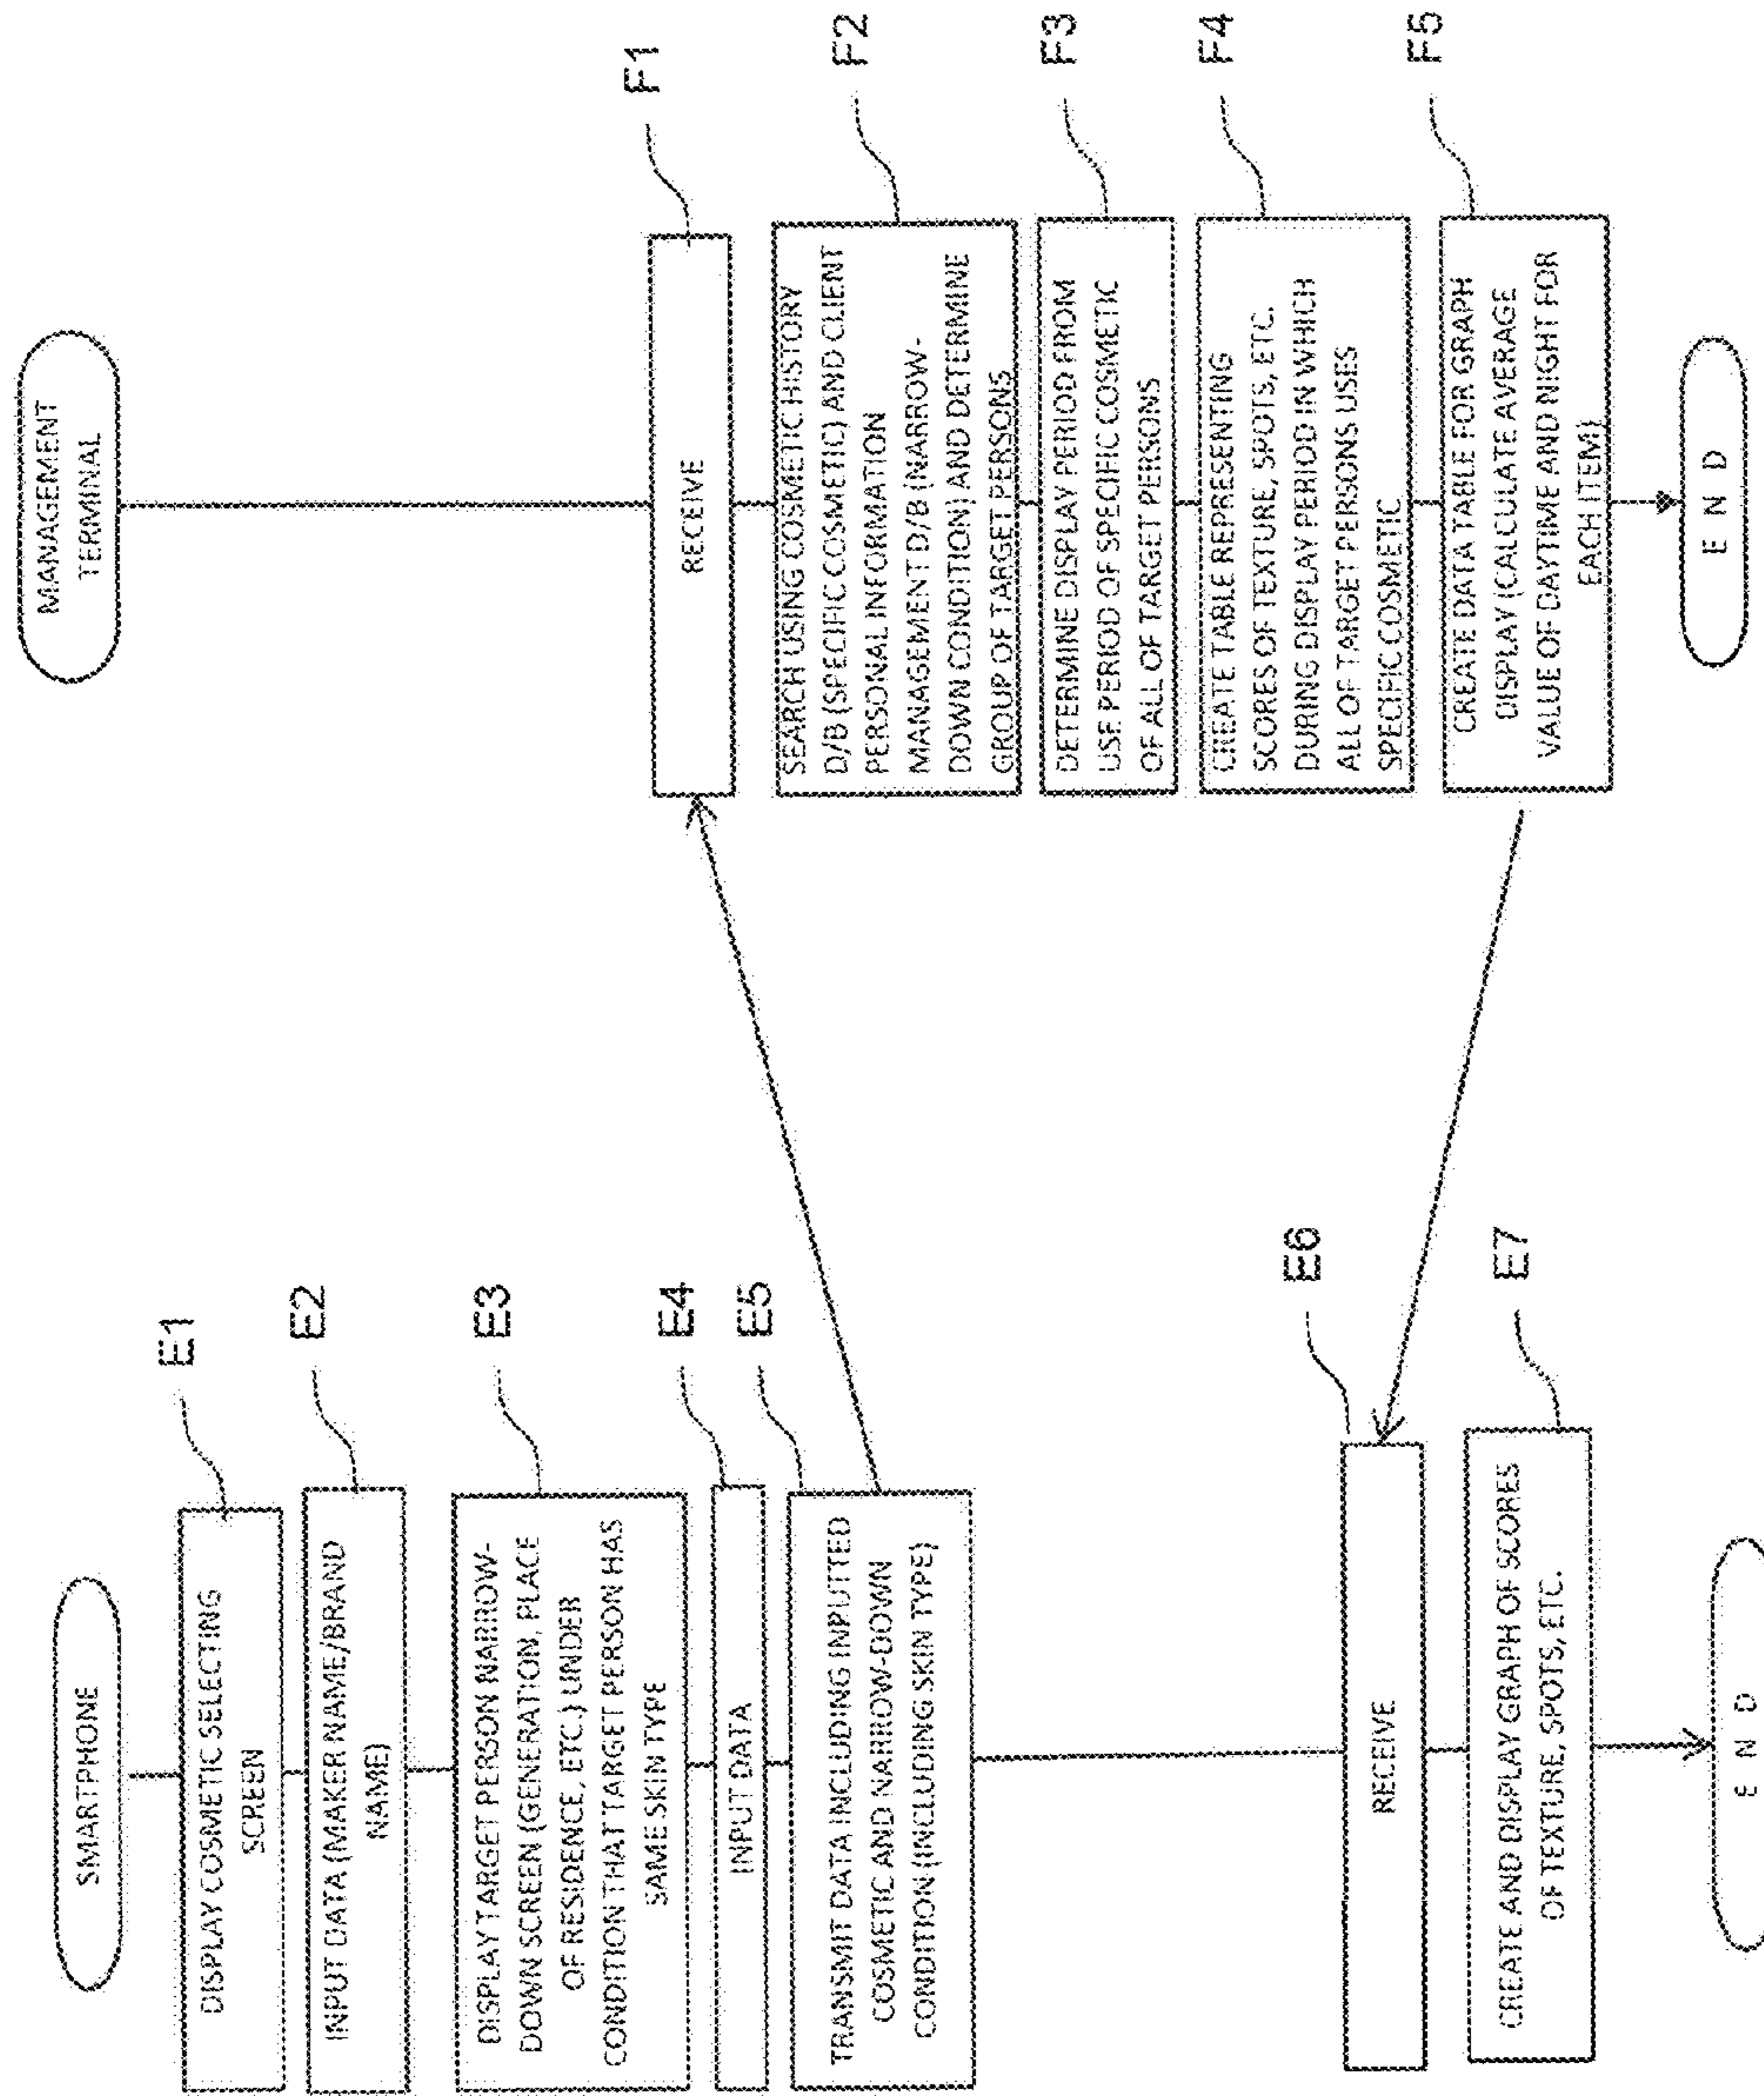 SMARTPHONE
DISPLAY COSMETIC SELECTING
SCREEN
E1
INPUT DATA (MAKER NAME/BRAND
NAME)
E2
DISPLAY TARGET PERSON NARROW-
DOWN SCREEN (GENERATION, PLACE
OF RESIDENCE, ETC.) UNDER
CONDITION THAT TARGET PERSON HAS
SAME SKIN TYPE
E3
INPUT DATA
E4
TRANSMIT DATA INCLUDING INPUTTED
COSMETIC AND NARROW-DOWN
CONDITION (INCLUDING SKIN TYPE)
E5
RECEIVE
E6
CREATE AND DISPLAY GRAPH OF SCORES
OF TEXTURE, SPOTS, ETC.
E7
E N D
MANAGEMENT
TERMINAL
RECEIVE
F1
SEARCH USING COSMETIC HISTORY
D/B (SPECIFIC COSMETIC) AND CLIENT
PERSONAL INFORMATION
MANAGEMENT D/B (NARROW-
DOWN CONDITION) AND DETERMINE
GROUP OF TARGET PERSONS
F2
DETERMINE DISPLAY PERIOD FROM
USE PERIOD OF SPECIFIC COSMETIC
OF ALL OF TARGET PERSONS
F3
CREATE TABLE REPRESENTING
SCORES OF TEXTURE, SPOTS, ETC.
DURING DISPLAY PERIOD IN WHICH
ALL OF TARGET PERSONS USES
SPECIFIC COSMETIC
F4
CREATE DATA TABLE FOR GRAPH
DISPLAY (CALCULATE AVERAGE
VALUE OF DAYTIME AND NIGHT FOR
EACH ITEM)
F5
E N D